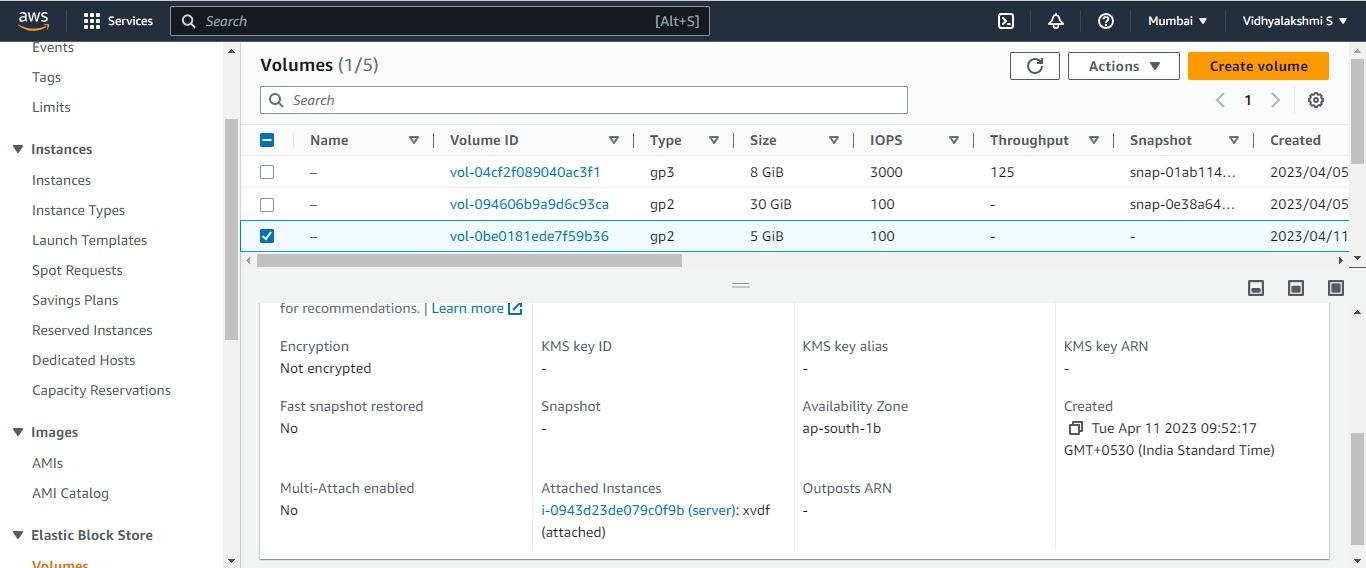 aws Services Search [Alt+S] Mumbai Vidhyalakshmi S
Events
Tags
Limits
Instances
Instances
Instance Types
Launch Templates
Spot Requests
Savings Plans
Reserved Instances
Dedicated Hosts
Capacity Reservations
Images
AMIs
AMI Catalog
Elastic Block Store
Volumes
Volumes (1/5) Actions Create volume
Search 1
Name Volume ID Type Size IOPS Throughput Snapshot Created
– vol-04cf2f089040ac3f1 gp3 8 GiB 3000 125 snap-01ab114... 2023/04/05
– vol-094606b9a9d6c93ca gp2 30 GiB 100 - snap-0e38a64... 2023/04/05
– vol-0be0181ede7f59b36 gp2 5 GiB 100 - - 2023/04/11
for recommendations. | Learn more
Encryption KMS key ID KMS key alias KMS key ARN
Not encrypted - - -
Fast snapshot restored Snapshot Availability Zone Created
No - ap-south-1b Tue Apr 11 2023 09:52:17
GMT+0530 (India Standard Time)
Multi-Attach enabled Attached Instances Outposts ARN
No i-0943d23de079c0f9b (server): xvdf -
(attached)